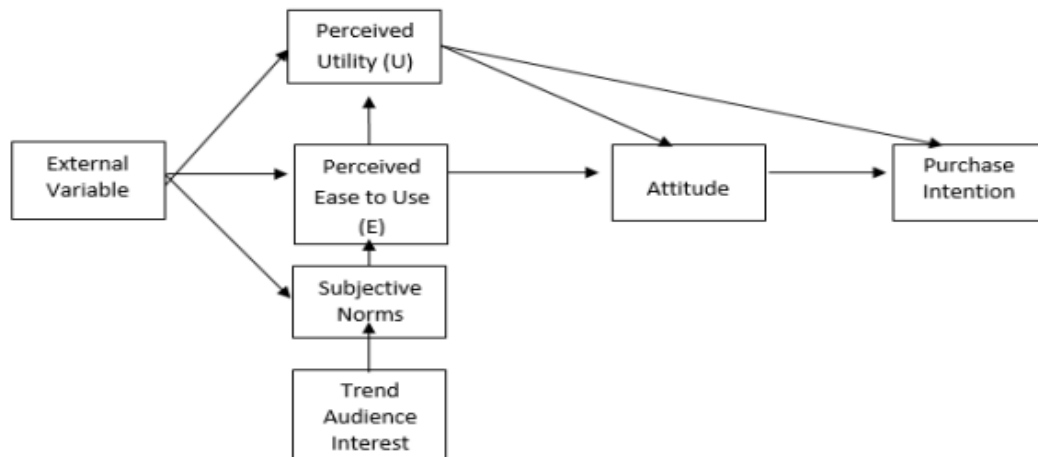 Perceived
Utility (U)
External
Variable
Perceived
Ease to Use
(E)
Attitude
Purchase
Intention
Subjective
Norms
Trend
Audience
Interest